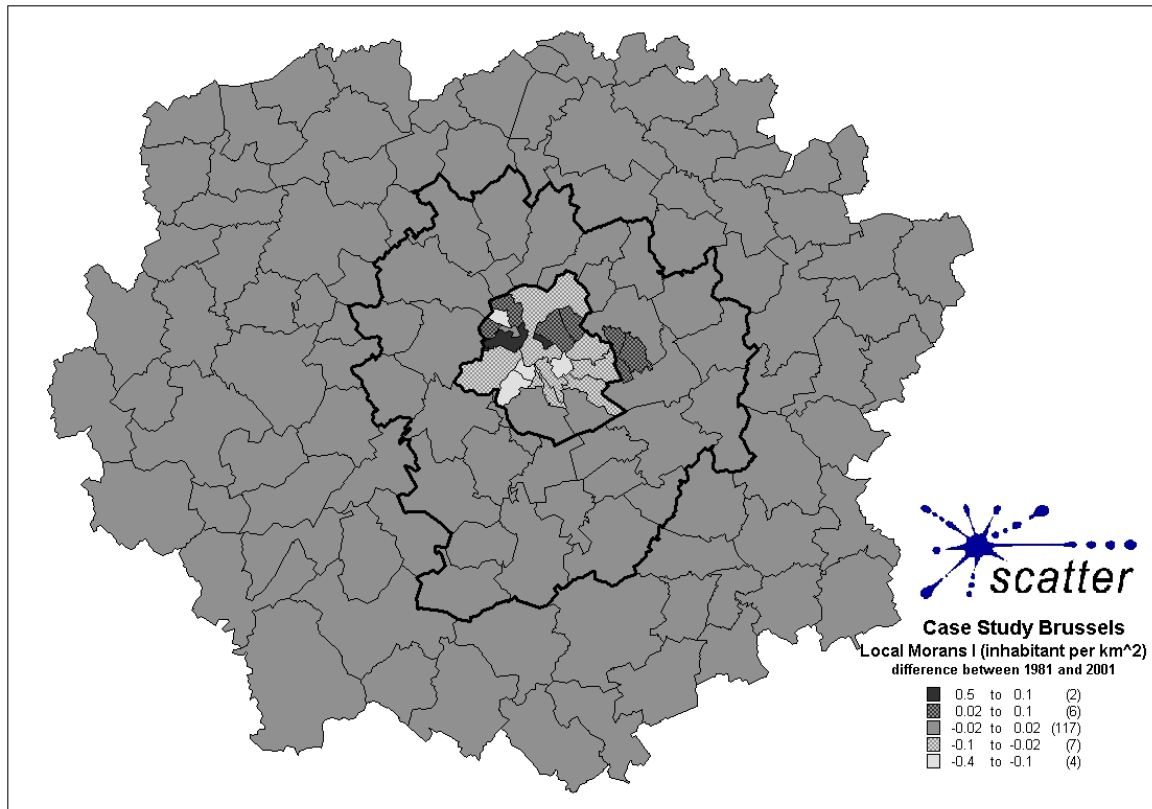 scatter
Case Study Brussels
Local Morans I (inhabitant per km^2)
difference between 1981 and 2001
0.5 to 0.1 (2)
0.02 to 0.1 (6)
-0.02 to 0.02 (117)
-0.1 to -0.02 (7)
-0.4 to -0.1 (4)